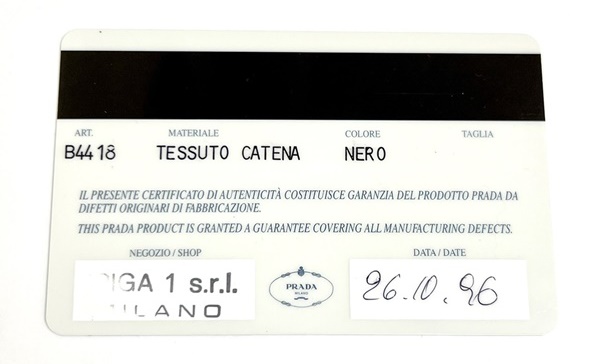 ART. MATERIALE COLORE TAGLIA
B4418 TESSUTO CATENA NERO
IL PRESENTE CERTIFICATO DI AUTENTICITÀ COSTITUISCE GARANZIA DEL PRODOTTO PRADA DA
DIFETTI ORIGINARI DI FABBRICAZIONE.
THIS PRADA PRODUCT IS GRANTED A GUARANTEE COVERING ALL MANUFACTURING DEFECTS.
NEGOZIO / SHOP
DATA / DATE
1 s.r.l.
MILANO
PRADA
MILANO
26.10.96